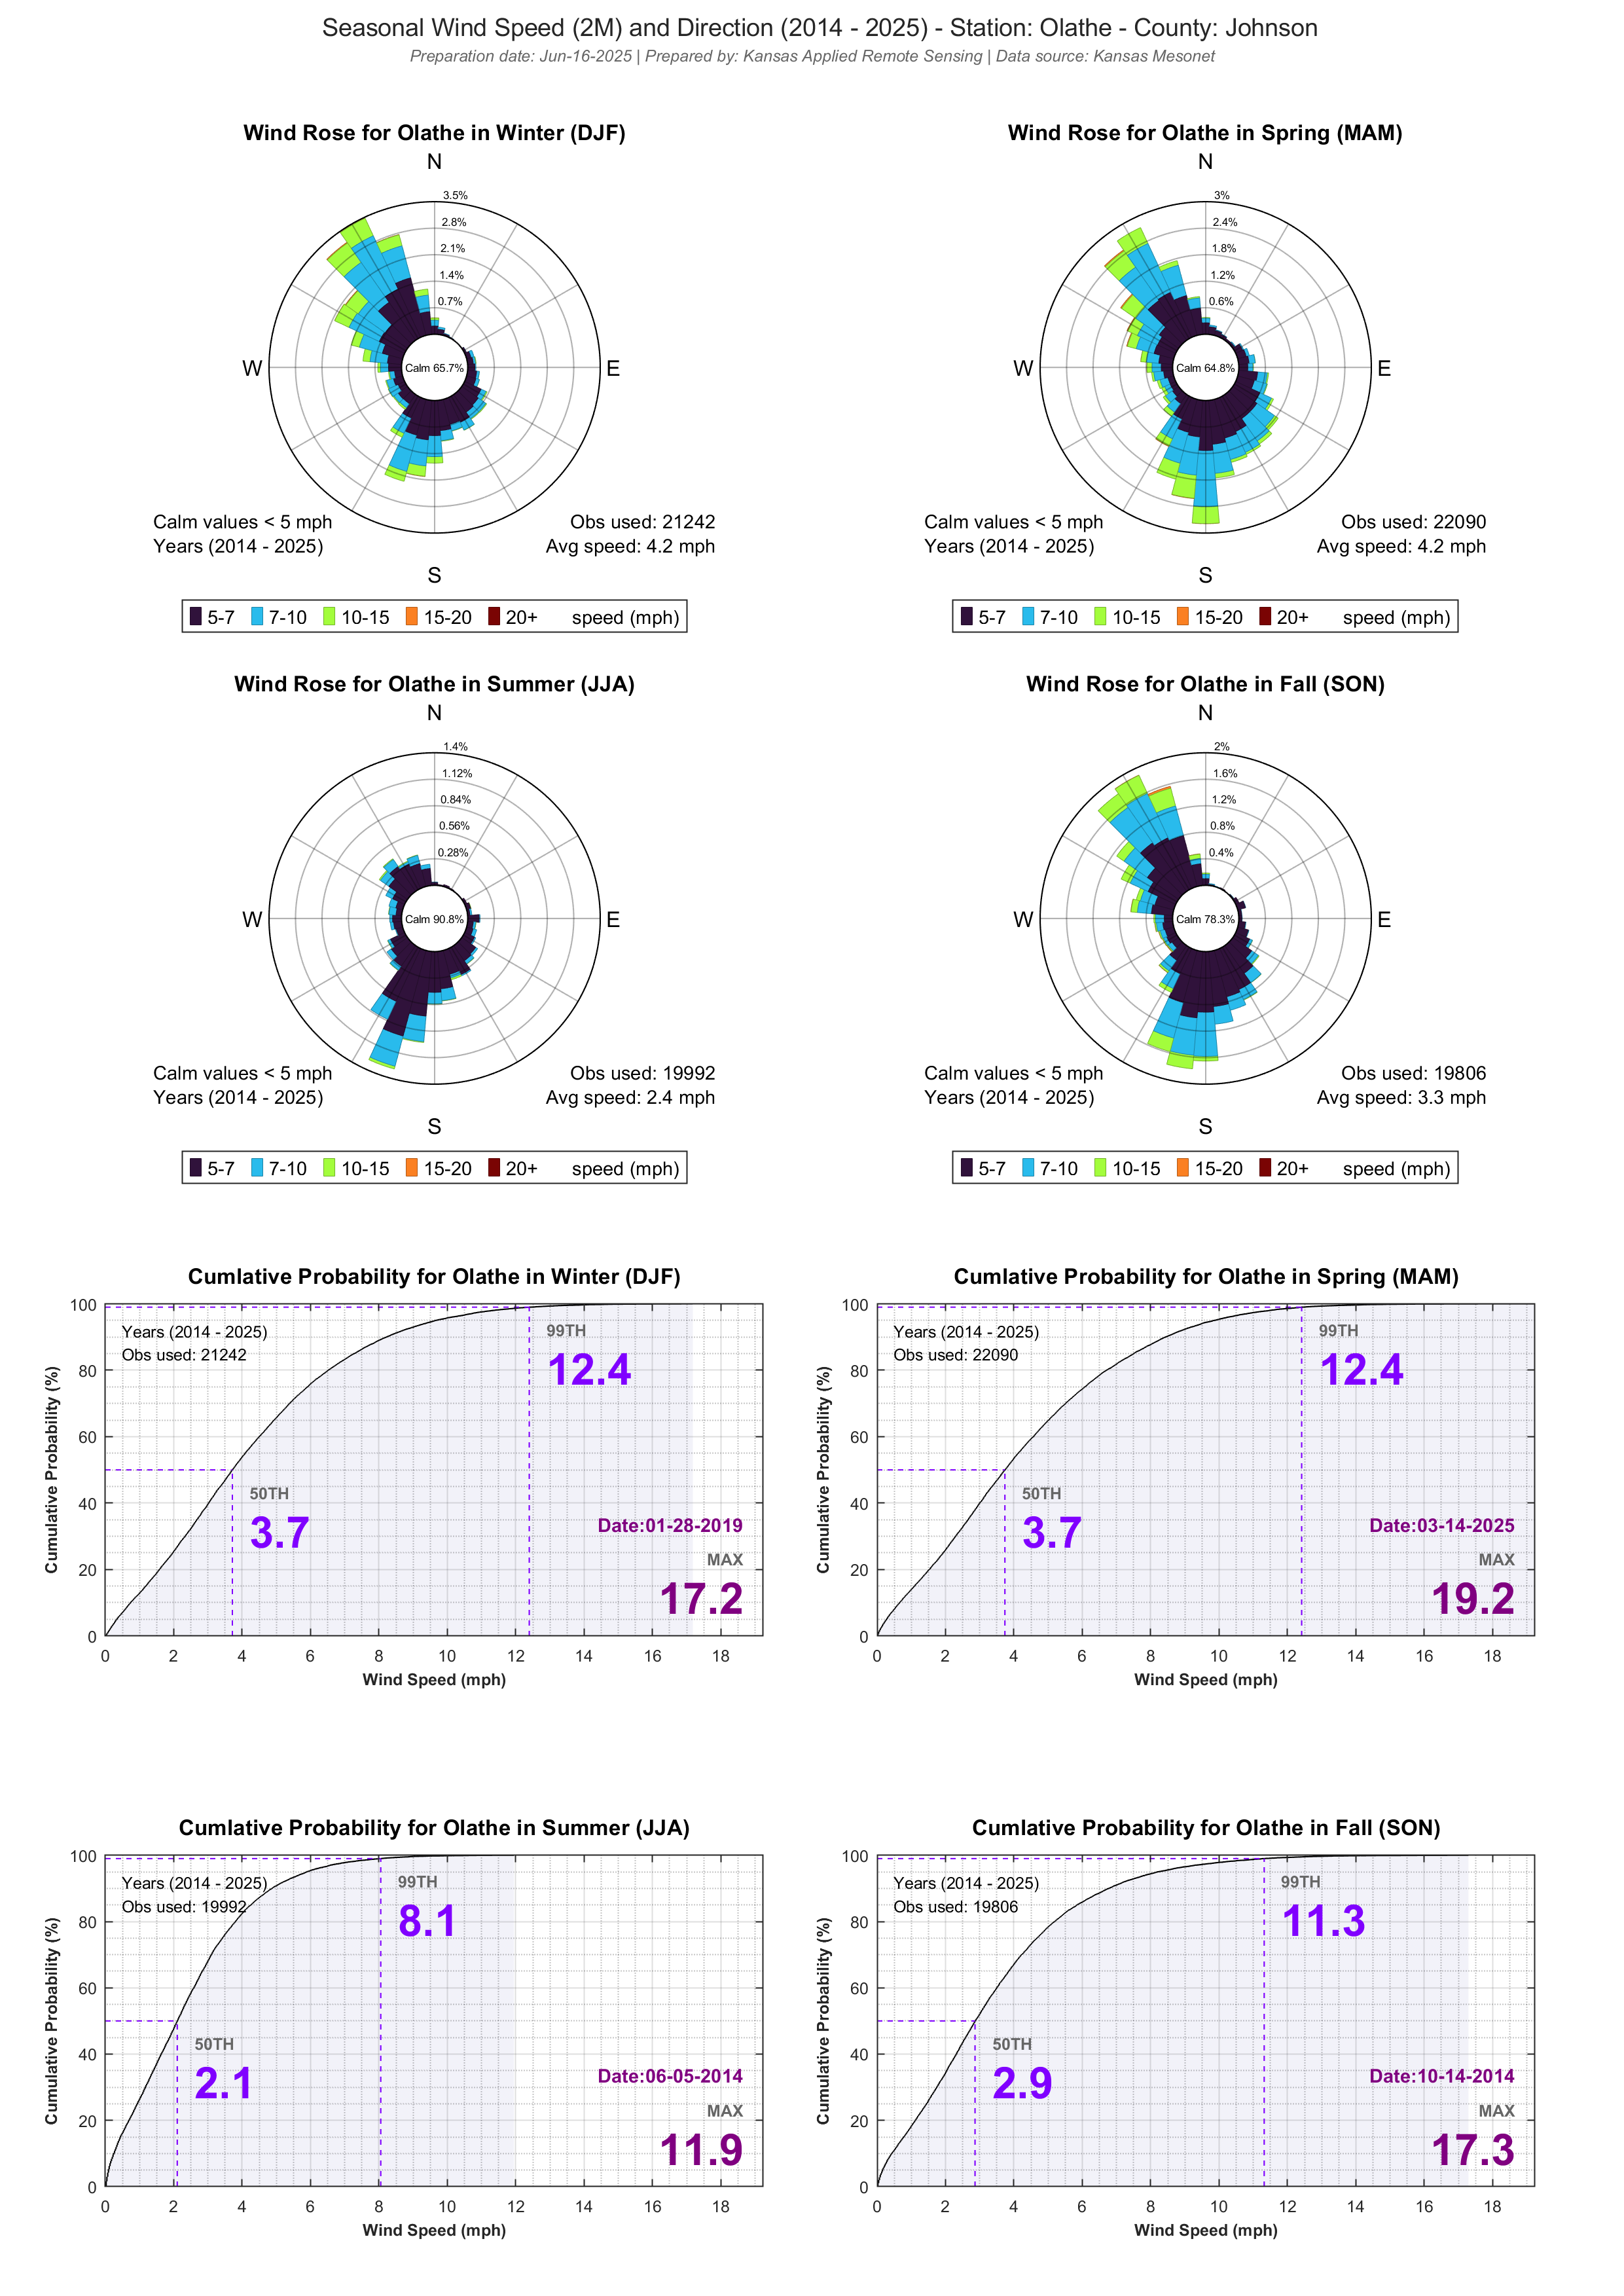 Seasonal Wind Speed (2M) and Direction (2014 - 2025) - Station: Olathe - County: Johnson
Preparation date: Jun-16-2025 | Prepared by: Kansas Applied Remote Sensing | Data source: Kansas Mesonet
Wind Rose for Olathe in Winter (DJF)
N
3.5%
2.8%
2.1%
1.4%
0.7%
W
Calm 65.7%
E
Calm values < 5 mph
Obs used: 21242
Years (2014 - 2025)
Avg speed: 4.2 mph
S
5-7 7-10 10-15 15-20 20+ speed (mph)
Wind Rose for Olathe in Spring (MAM)
N
3%
2.4%
1.8%
1.2%
0.6%
W
Calm 64.8%
E
Calm values < 5 mph
Obs used: 22090
Years (2014 - 2025)
Avg speed: 4.2 mph
S
5-7 7-10 10-15 15-20 20+ speed (mph)
Wind Rose for Olathe in Summer (JJA)
N
1.4%
1.12%
0.84%
0.56%
0.28%
W
Calm 90.8%
E
Calm values < 5 mph
Obs used: 19992
Years (2014 - 2025)
Avg speed: 2.4 mph
S
5-7 7-10 10-15 15-20 20+ speed (mph)
Wind Rose for Olathe in Fall (SON)
N
2%
1.6%
1.2%
0.8%
0.4%
W
Calm 78.3%
E
Calm values < 5 mph
Obs used: 19806
Years (2014 - 2025)
Avg speed: 3.3 mph
S
5-7 7-10 10-15 15-20 20+ speed (mph)
Cumlative Probability for Olathe in Winter (DJF)
100
80
60
40
20
0
Cumulative Probability (%)
Years (2014 - 2025)
Obs used: 21242
99TH
12.4
50TH
3.7
Date:01-28-2019
MAX
17.2
0 2 4 6 8 10 12 14 16 18
Wind Speed (mph)
Cumlative Probability for Olathe in Spring (MAM)
100
80
60
40
20
0
Cumulative Probability (%)
Years (2014 - 2025)
Obs used: 22090
99TH
12.4
50TH
3.7
Date:03-14-2025
MAX
19.2
0 2 4 6 8 10 12 14 16 18
Wind Speed (mph)
Cumlative Probability for Olathe in Summer (JJA)
100
80
60
40
20
0
Cumulative Probability (%)
Years (2014 - 2025)
Obs used: 19992
99TH
8.1
50TH
2.1
Date:06-05-2014
MAX
11.9
0 2 4 6 8 10 12 14 16 18
Wind Speed (mph)
Cumlative Probability for Olathe in Fall (SON)
100
80
60
40
20
0
Cumulative Probability (%)
Years (2014 - 2025)
Obs used: 19806
99TH
11.3
50TH
2.9
Date:10-14-2014
MAX
17.3
0 2 4 6 8 10 12 14 16 18
Wind Speed (mph)